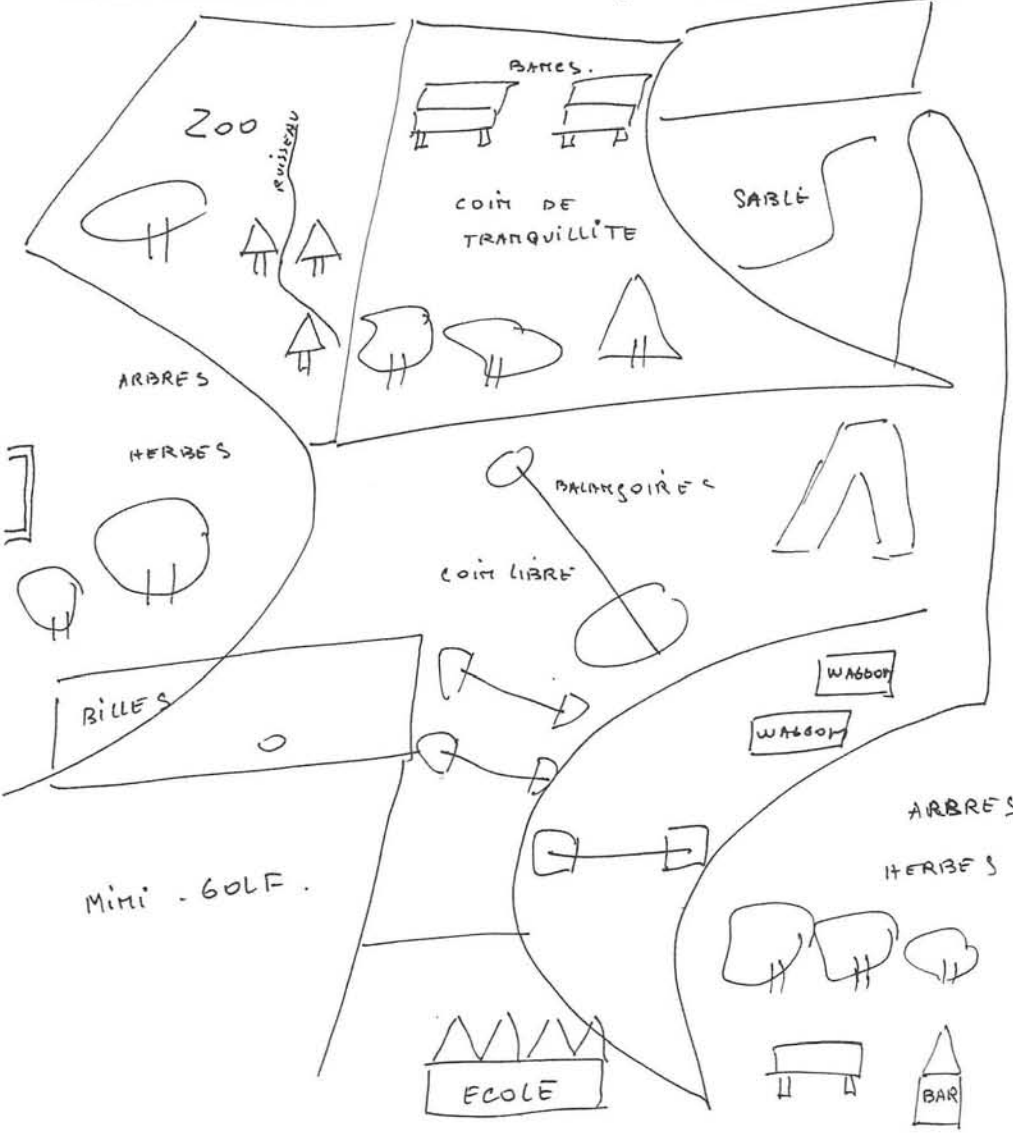 BANCS.
ZOO
RUISSEAU
SABLE
COIN DE
TRANQUILLITE
ARBRES
HERBES
BALANÇOIRES
COIN LIBRE
BILLES
WAGGON
WAGGON
ARBRES
HERBES
MINI - GOLF.
ECOLE
BAR